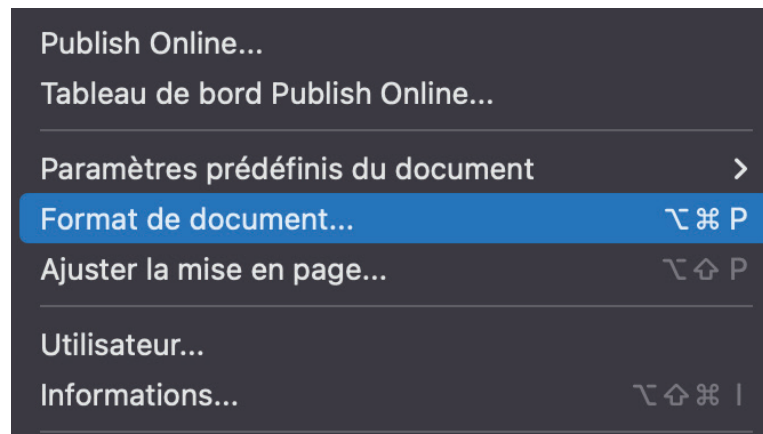 Publish Online...
Tableau de bord Publish Online...
Paramètres prédéfinis du document >
Format de document... ⌥⌘P
Ajuster la mise en page... ⌥⇧P
Utilisateur...
Informations... ⌥⇧⌘I